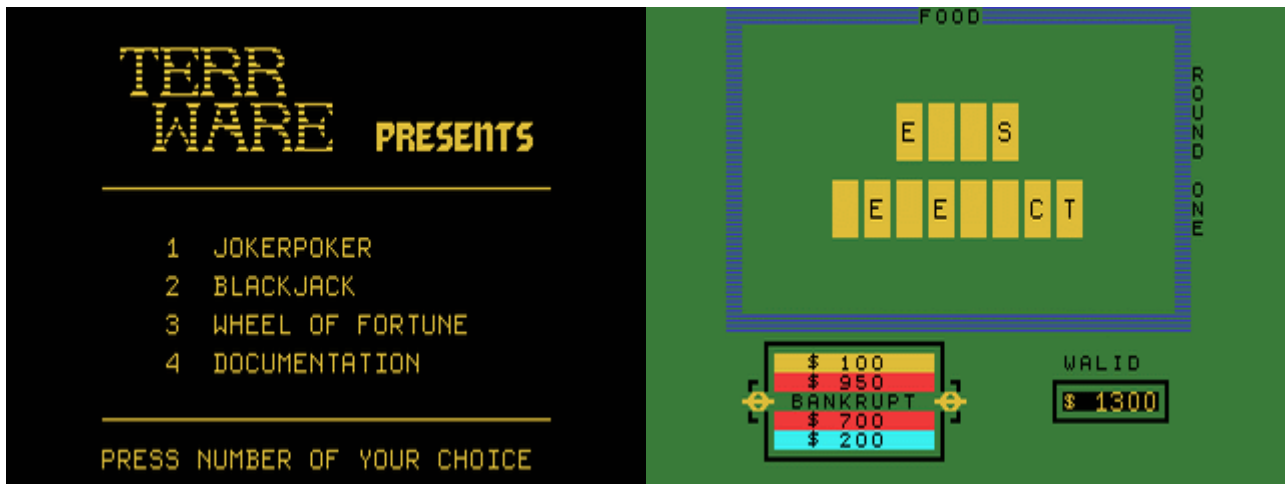 TERR
WARE PRESENTS
1 JOKERPOKER
2 BLACKJACK
3 WHEEL OF FORTUNE
4 DOCUMENTATION
PRESS NUMBER OF YOUR CHOICE
FOOD
E S
E E CT
ROUND ONE
$ 100
$ 950
BANKRUPT
$ 700
$ 200
WALID
$ 1300